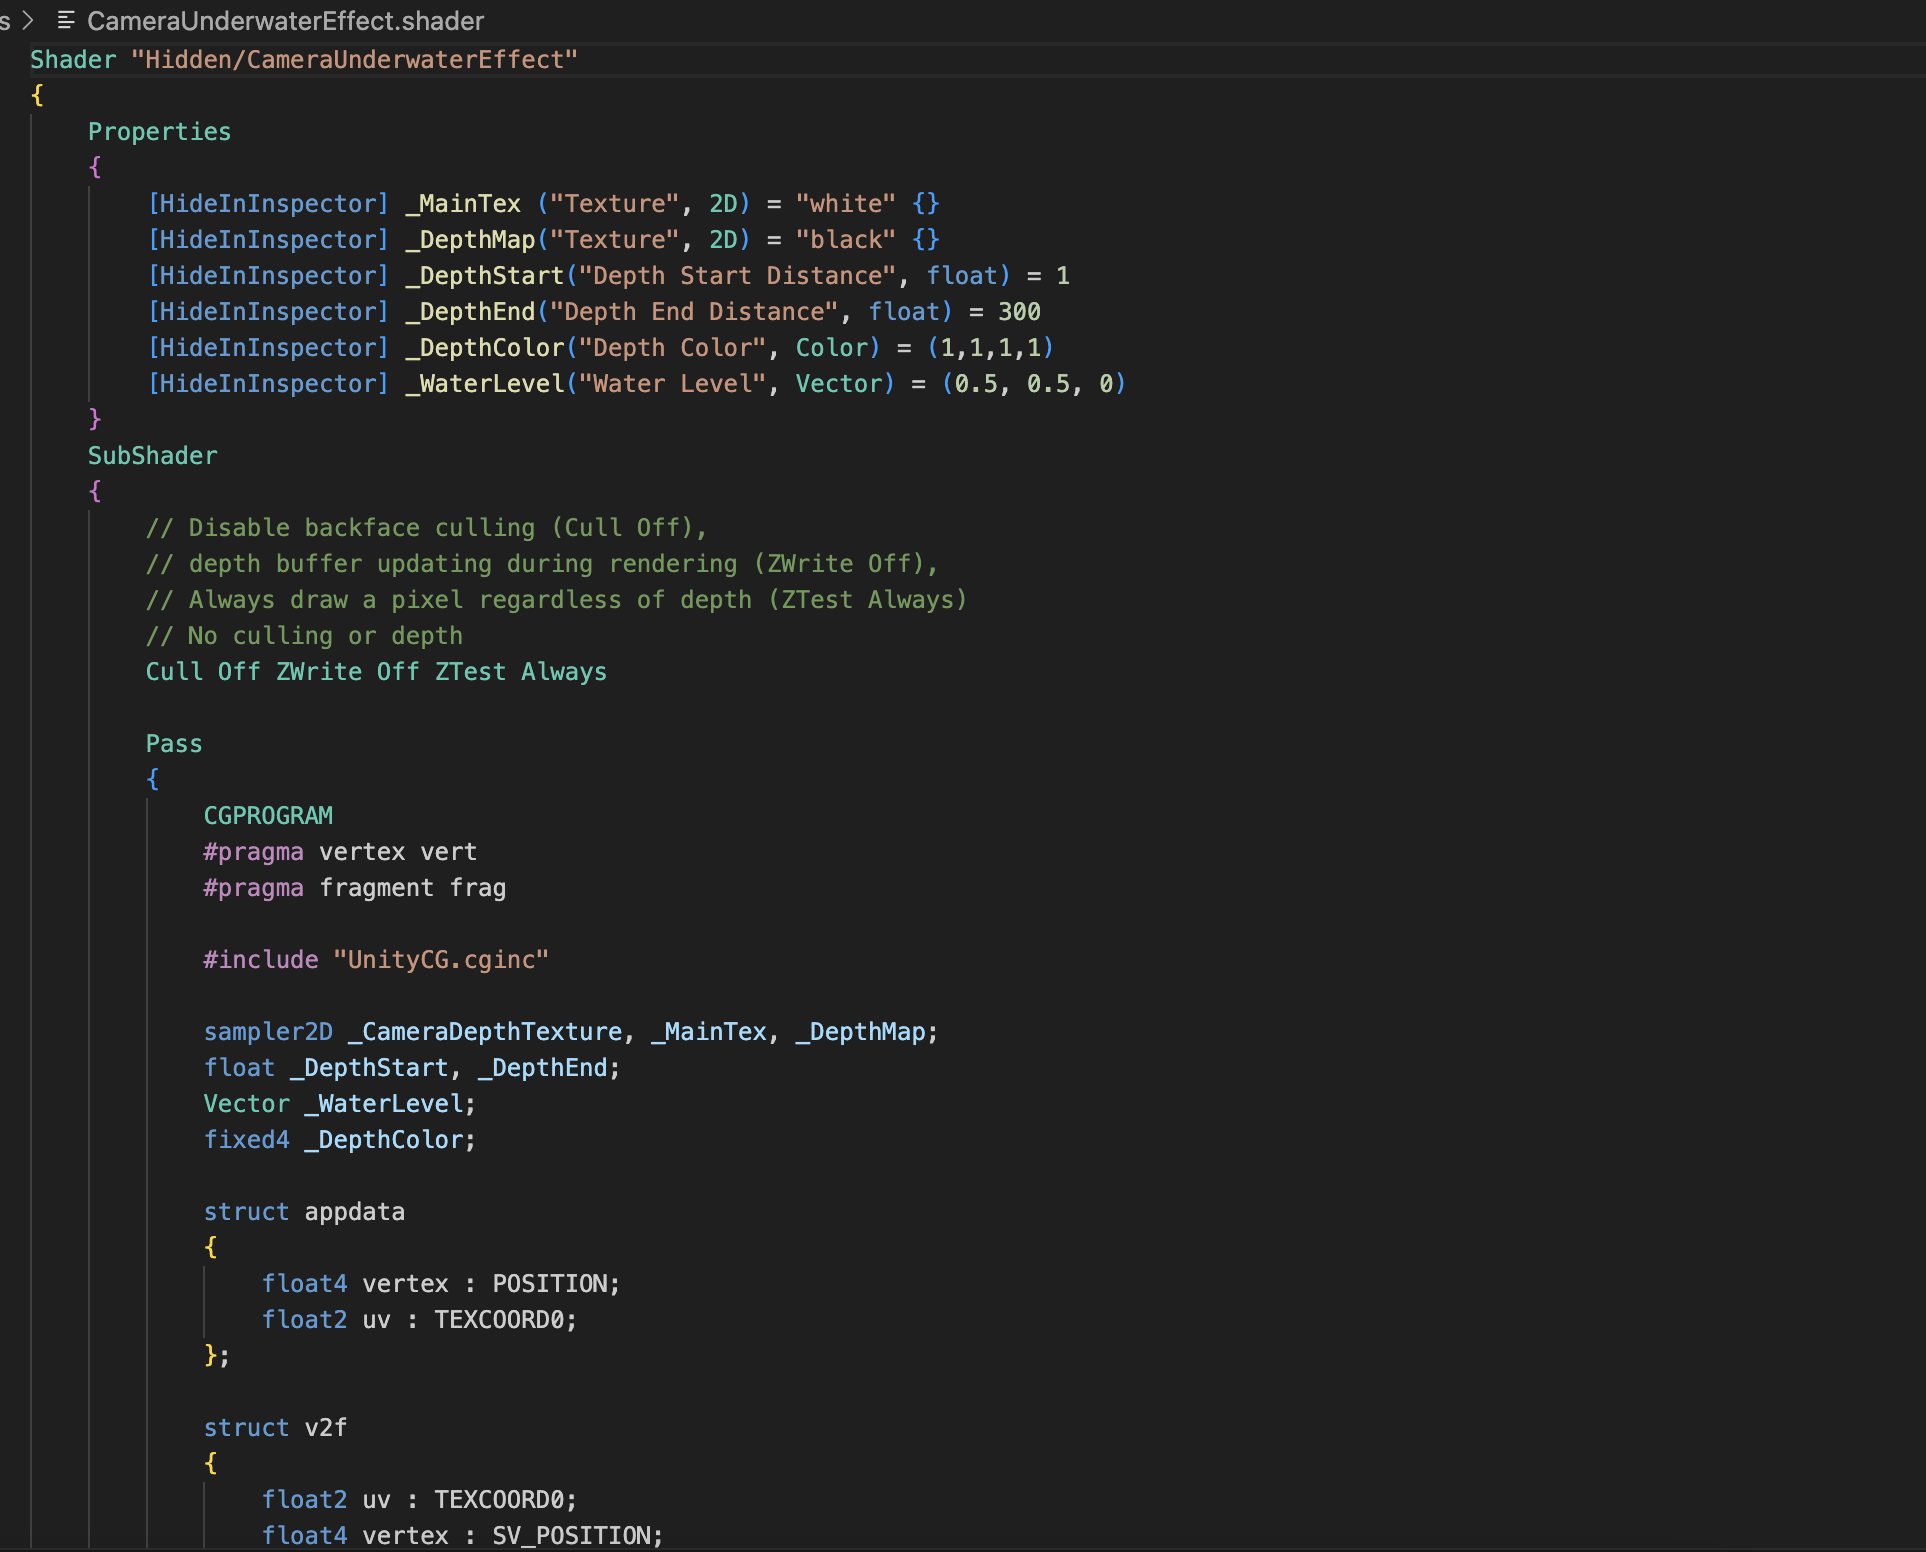 s > CameraUnderwaterEffect.shader
Shader "Hidden/CameraUnderwaterEffect"
{
    Properties
    {
        [HideInInspector] _MainTex ("Texture", 2D) = "white" {}
        [HideInInspector] _DepthMap("Texture", 2D) = "black" {}
        [HideInInspector] _DepthStart("Depth Start Distance", float) = 1
        [HideInInspector] _DepthEnd("Depth End Distance", float) = 300
        [HideInInspector] _DepthColor("Depth Color", Color) = (1,1,1,1)
        [HideInInspector] _WaterLevel("Water Level", Vector) = (0.5, 0.5, 0)
    }
    SubShader
    {
        // Disable backface culling (Cull Off),
        // depth buffer updating during rendering (ZWrite Off),
        // Always draw a pixel regardless of depth (ZTest Always)
        // No culling or depth
        Cull Off ZWrite Off ZTest Always

        Pass
        {
            CGPROGRAM
            #pragma vertex vert
            #pragma fragment frag

            #include "UnityCG.cginc"

            sampler2D _CameraDepthTexture, _MainTex, _DepthMap;
            float _DepthStart, _DepthEnd;
            Vector _WaterLevel;
            fixed4 _DepthColor;

            struct appdata
            {
                float4 vertex : POSITION;
                float2 uv : TEXCOORD0;
            };

            struct v2f
            {
                float2 uv : TEXCOORD0;
                float4 vertex : SV_POSITION;